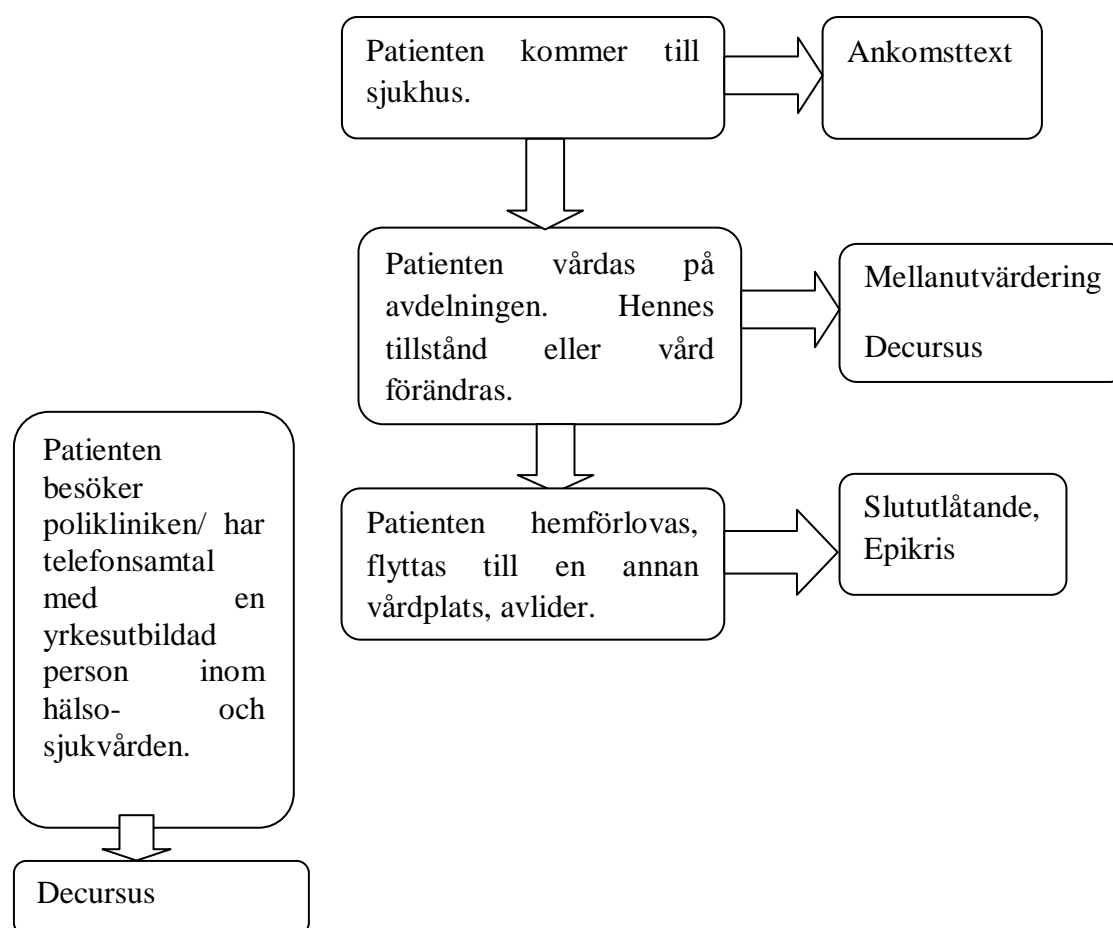 Patienten kommer till
sjukhus.
Ankomsttext
Patienten vårdas på
avdelningen. Hennes
tillstånd eller vård
förändras.
Mellanutvärdering
Decursus
Patienten hemförlovas,
flyttas till en annan
vårdplats, avlider.
Slututlåtande,
Epikris
Patienten
besöker
polikliniken/ har
telefonsamtal
med en
yrkesutbildad
person inom
hälso- och
sjukvården.
Decursus